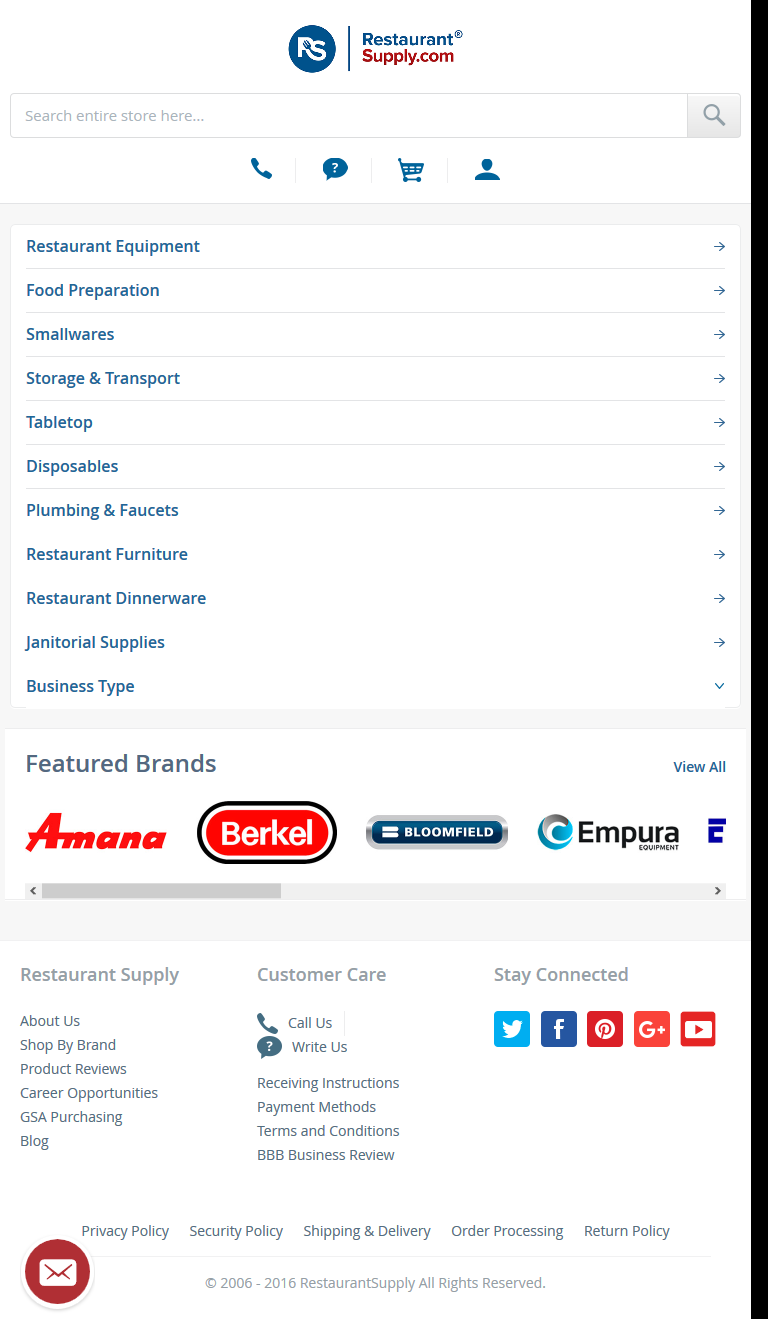 RS Restaurant®
Supply.com
Search entire store here...
?
Restaurant Equipment
Food Preparation
Smallwares
Storage & Transport
Tabletop
Disposables
Plumbing & Faucets
Restaurant Furniture
Restaurant Dinnerware
Janitorial Supplies
Business Type
Featured Brands
View All
Amana
Berkel
BLOOMFIELD
Empura
EQUIPMENT
E
Restaurant Supply
About Us
Shop By Brand
Product Reviews
Career Opportunities
GSA Purchasing
Blog
Customer Care
Call Us
? Write Us
Receiving Instructions
Payment Methods
Terms and Conditions
BBB Business Review
Stay Connected
f
G+
Privacy Policy Security Policy Shipping & Delivery Order Processing Return Policy
© 2006 - 2016 RestaurantSupply All Rights Reserved.